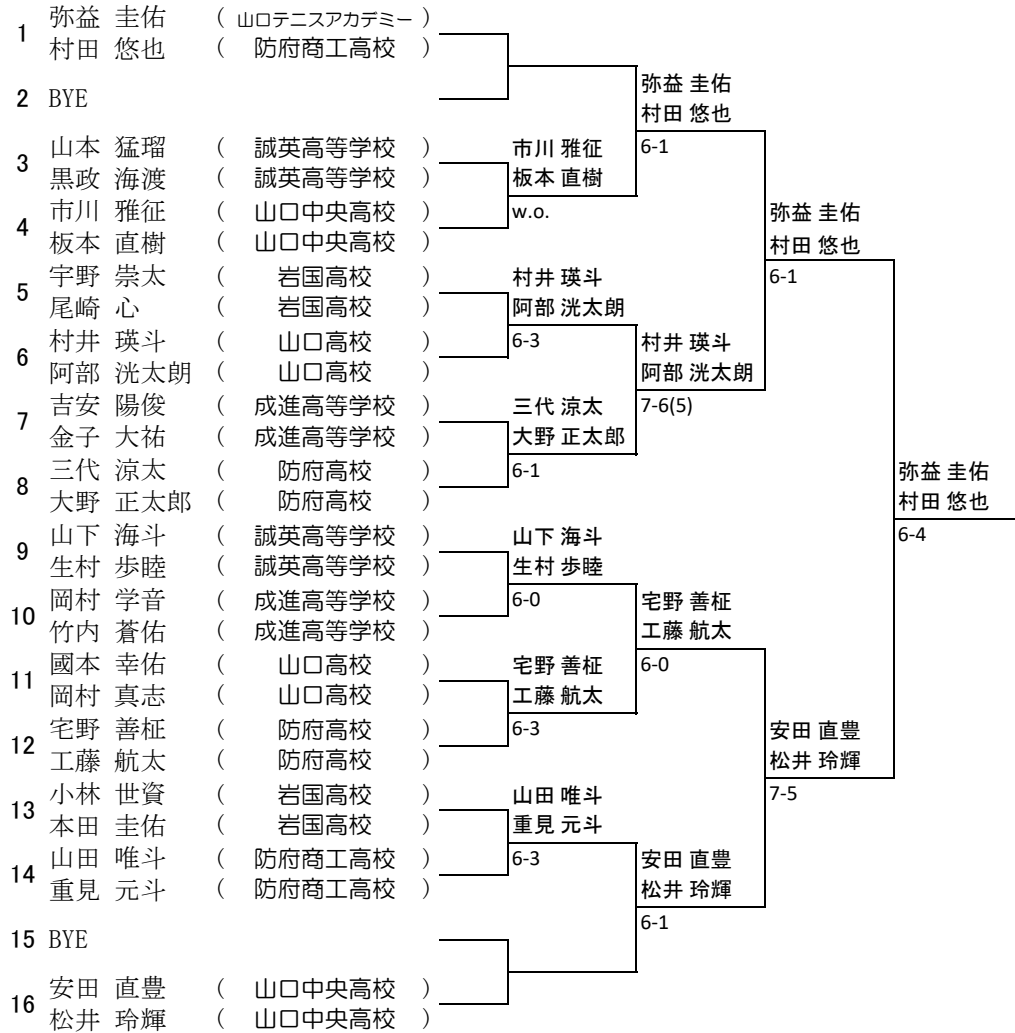 1
弥益 圭佑 ( 山口テニスアカデミー )
村田 悠也 ( 防府商工高校 )
2 BYE
3
山本 猛瑠 ( 誠英高等学校 )
黒政 海渡 ( 誠英高等学校 )
4
市川 雅征 ( 山口中央高校 )
板本 直樹 ( 山口中央高校 )
5
宇野 崇太 ( 岩国高校 )
尾崎 心 ( 岩国高校 )
6
村井 瑛斗 ( 山口高校 )
阿部 洸太朗 ( 山口高校 )
7
吉安 陽俊 ( 成進高等学校 )
金子 大祐 ( 成進高等学校 )
8
三代 涼太 ( 防府高校 )
大野 正太郎 ( 防府高校 )
9
山下 海斗 ( 誠英高等学校 )
生村 歩睦 ( 誠英高等学校 )
10
岡村 学音 ( 成進高等学校 )
竹内 蒼佑 ( 成進高等学校 )
11
國本 幸佑 ( 山口高校 )
岡村 真志 ( 山口高校 )
12
宅野 善柾 ( 防府高校 )
工藤 航太 ( 防府高校 )
13
小林 世資 ( 岩国高校 )
本田 圭佑 ( 岩国高校 )
14
山田 唯斗 ( 防府商工高校 )
重見 元斗 ( 防府商工高校 )
15 BYE
16
安田 直豊 ( 山口中央高校 )
松井 玲輝 ( 山口中央高校 )
市川 雅征
板本 直樹
w.o.
村井 瑛斗
阿部 洸太朗
6-3
三代 涼太
大野 正太郎
6-1
山下 海斗
生村 歩睦
6-0
宅野 善柾
工藤 航太
6-3
山田 唯斗
重見 元斗
6-3
弥益 圭佑
村田 悠也
6-1
村井 瑛斗
阿部 洸太朗
7-6(5)
宅野 善柾
工藤 航太
6-0
安田 直豊
松井 玲輝
6-1
弥益 圭佑
村田 悠也
6-1
安田 直豊
松井 玲輝
7-5
弥益 圭佑
村田 悠也
6-4